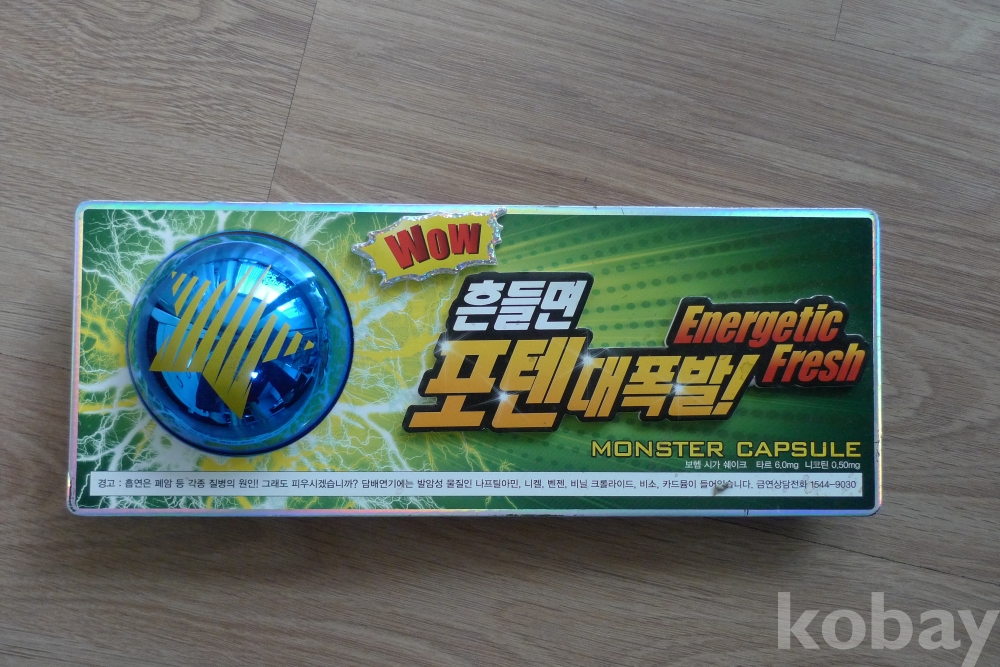 WOW
흔들면
포텐 대폭발!
Energetic
Fresh
MONSTER CAPSULE
보헴 시가 쉐이크 타르 6.0mg 니코틴 0.50mg
경고 : 흡연은 폐암 등 각종 질병의 원인! 그래도 피우시겠습니까? 담배연기에는 발암성 물질인 나프틸아민, 니켈, 벤젠, 비닐 크롤라이드, 비소, 카드뮴이 들어있습니다. 금연상담전화 1544-9030
kobay